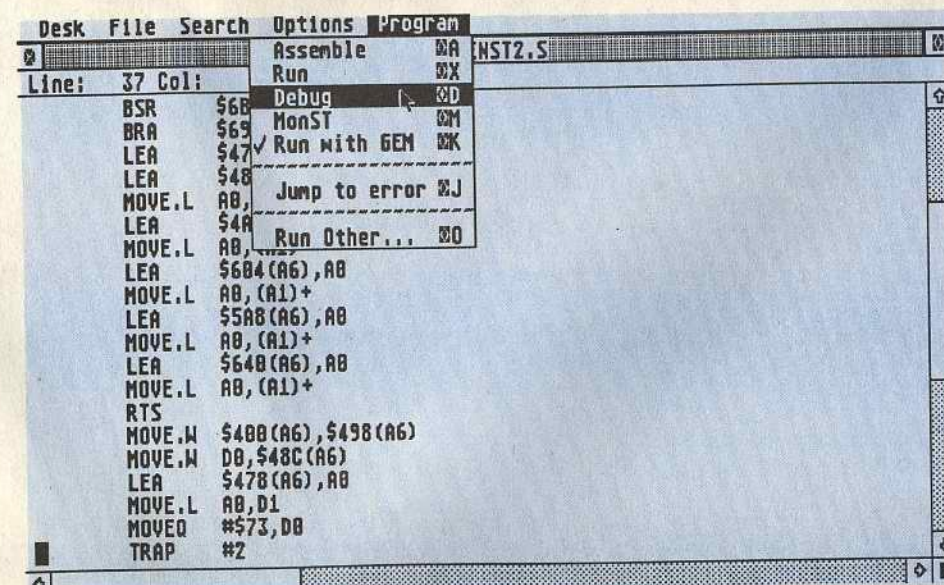 Desk File Search Options Program
NST2.S
Line: 37 Col:
Assemble A
Run X
Debug D
MonST M
✓ Run with GEM K
Jump to error J
Run Other... O
BSR $6B
BRA $69
LEA $47
LEA $48
MOVE.L A0,
LEA $4A
MOVE.L A0,
LEA $604(A6),A0
MOVE.L A0,(A1)+
LEA $5A8(A6),A0
MOVE.L A0,(A1)+
LEA $640(A6),A0
MOVE.L A0,(A1)+
RTS
MOVE.W $400(A6),$498(A6)
MOVE.W D0,$48C(A6)
LEA $478(A6),A0
MOVE.L A0,D1
MOVEQ #$73,D0
TRAP #2